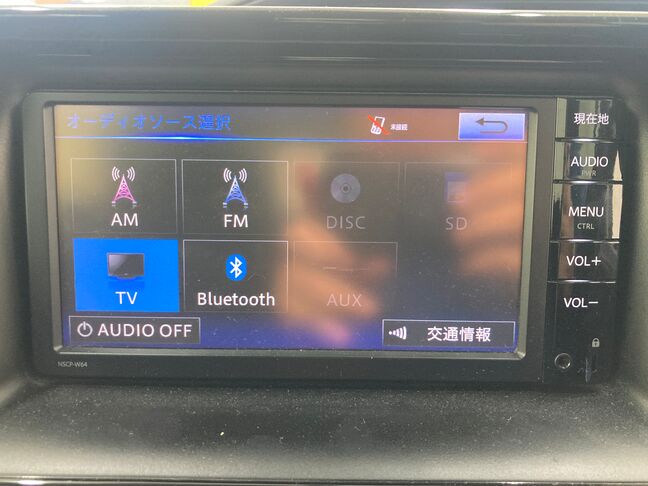 オーディオソース選択
未接続
現在地
AM
FM
DISC
SD
AUDIO
PWR
MENU
CTRL
TV
Bluetooth
AUX
VOL+
VOL−
AUDIO OFF
交通情報
NSCP-W64